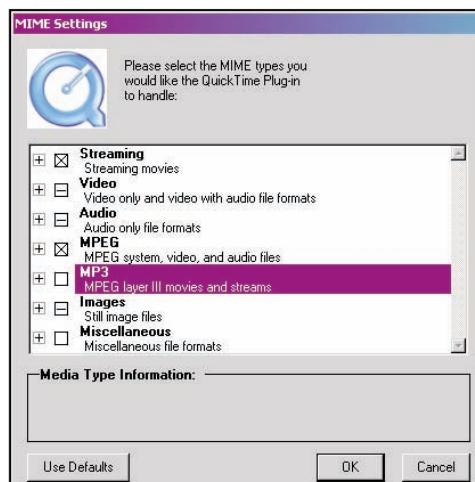 MIME Settings
Please select the MIME types you
would like the QuickTime Plug-in
to handle:
Streaming
Streaming movies
Video
Video only and video with audio file formats
Audio
Audio only file formats
MPEG
MPEG system, video, and audio files
MP3
MPEG layer III movies and streams
Images
Still image files
Miscellaneous
Miscellaneous file formats
Media Type Information:
Use Defaults
OK
Cancel